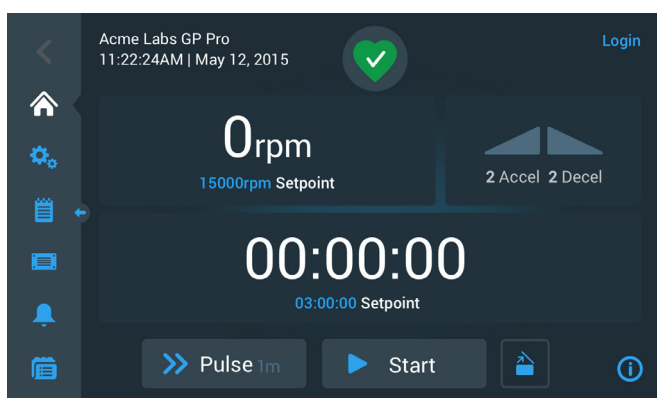 Acme Labs GP Pro
Login
11:22:24AM | May 12, 2015
0rpm
15000rpm Setpoint
2 Accel 2 Decel
00:00:00
03:00:00 Setpoint
Pulse 1m
Start